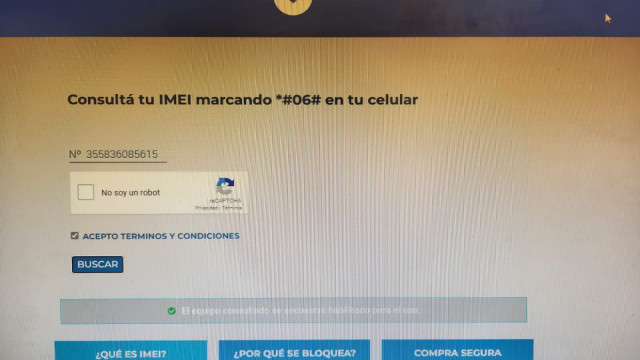 Consultá tu IMEI marcando *#06# en tu celular
Nº 355836085615
No soy un robot
reCAPTCHA
Privacidad - Términos
ACEPTO TERMINOS Y CONDICIONES
BUSCAR
El equipo consultado se encuentra habilitado para el uso.
¿QUÉ ES IMEI?
¿POR QUÉ SE BLOQUEA?
COMPRA SEGURA